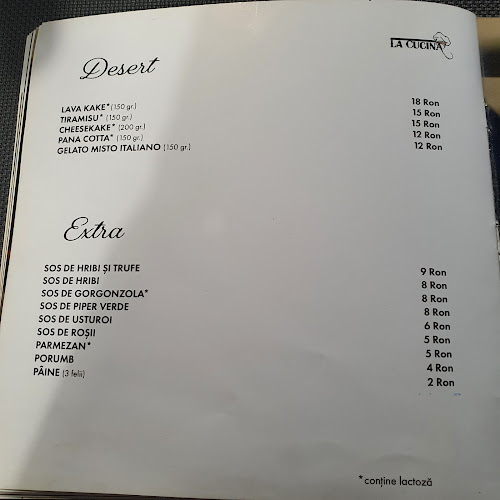 LA CUCINA
Desert
LAVA KAKE* (150 gr.) 18 Ron
TIRAMISU* (150 gr.) 15 Ron
CHEESEKAKE* (200 gr.) 15 Ron
PANA COTTA* (150 gr.) 12 Ron
GELATO MISTO ITALIANO (150 gr.) 12 Ron
Extra
SOS DE HRIBI ȘI TRUFE 9 Ron
SOS DE HRIBI 8 Ron
SOS DE GORGONZOLA* 8 Ron
SOS DE PIPER VERDE 8 Ron
SOS DE USTUROI 6 Ron
SOS DE ROȘII 5 Ron
PARMEZAN* 5 Ron
PORUMB 4 Ron
PÂINE (3 felii) 2 Ron
*conține lactoză